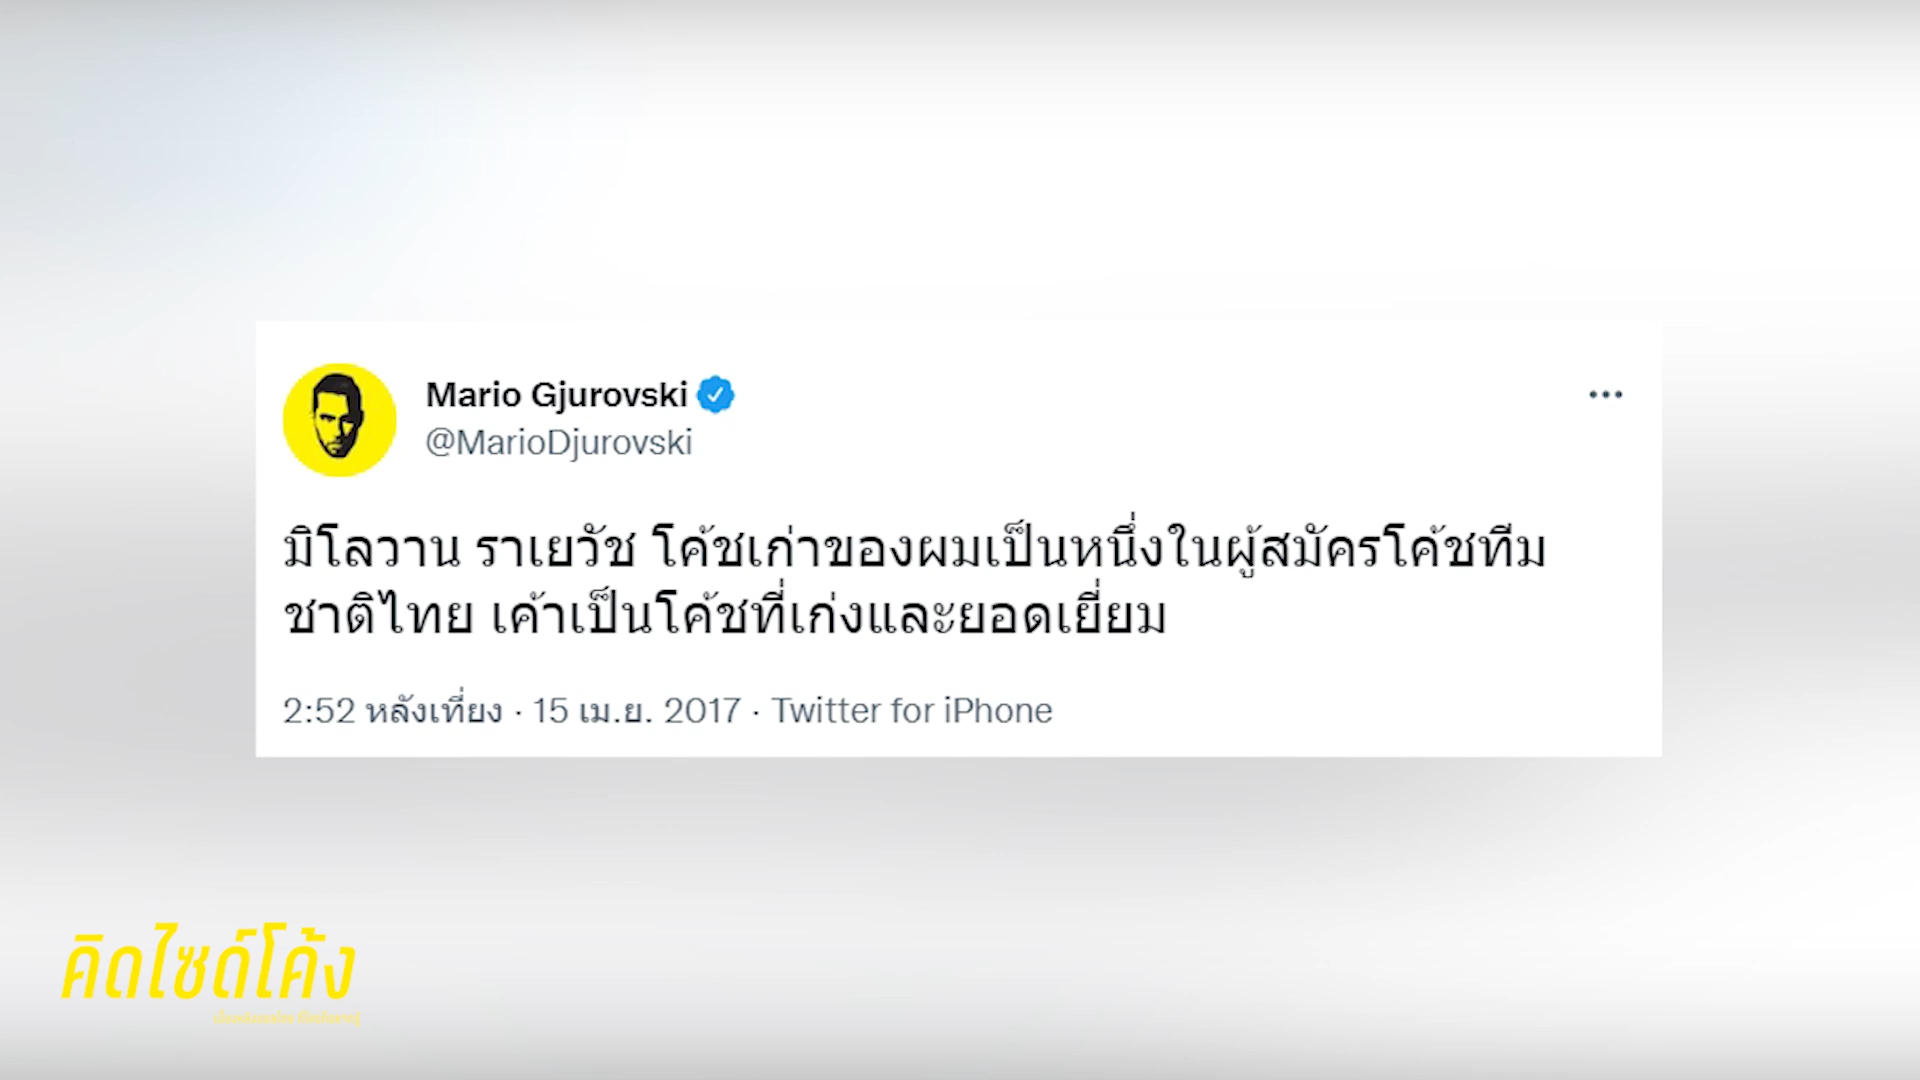 Mario Gjurovski
@MarioDjurovski
มิโลวาน ราเยวัช โค้ชเก่าของผมเป็นหนึ่งในผู้สมัครโค้ชทีม
ชาติไทย เค้าเป็นโค้ชที่เก่งและยอดเยี่ยม
2:52 หลังเที่ยง · 15 เม.ย. 2017 · Twitter for iPhone
คิดไซด์โค้ง